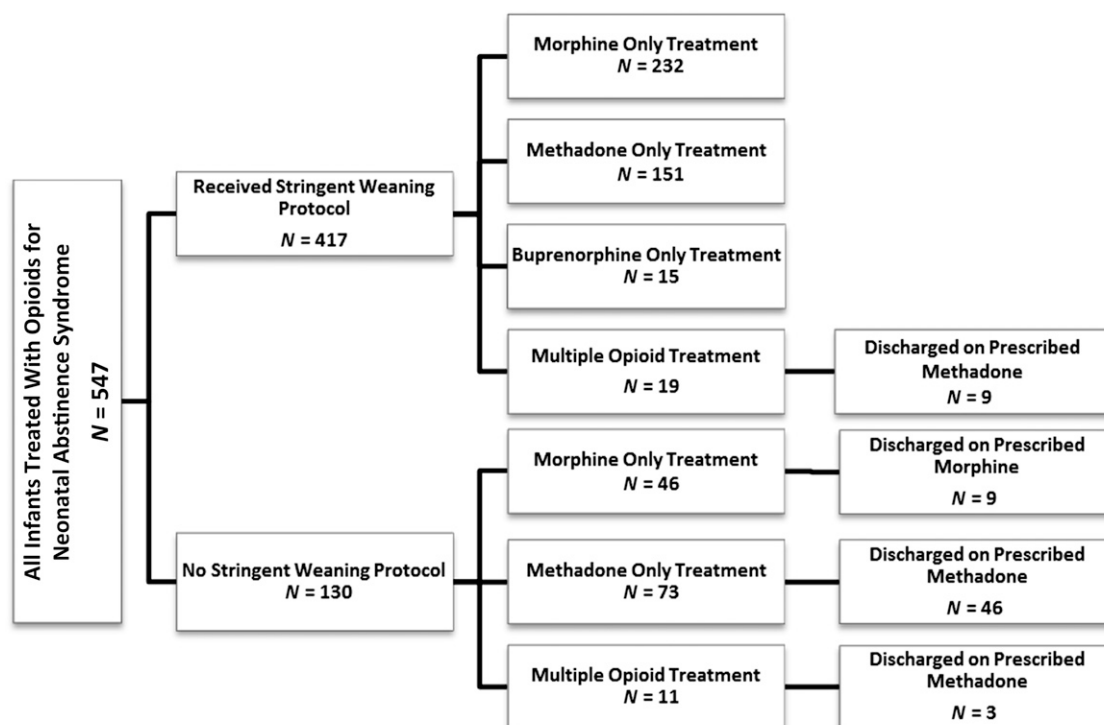 All Infants Treated With Opioids for
Neonatal Abstinence Syndrome
N = 547
Received Stringent Weaning
Protocol
N = 417
Morphine Only Treatment
N = 232
Methadone Only Treatment
N = 151
Buprenorphine Only Treatment
N = 15
Multiple Opioid Treatment
N = 19
Discharged on Prescribed
Methadone
N = 9
No Stringent Weaning Protocol
N = 130
Morphine Only Treatment
N = 46
Discharged on Prescribed
Morphine
N = 9
Methadone Only Treatment
N = 73
Discharged on Prescribed
Methadone
N = 46
Multiple Opioid Treatment
N = 11
Discharged on Prescribed
Methadone
N = 3